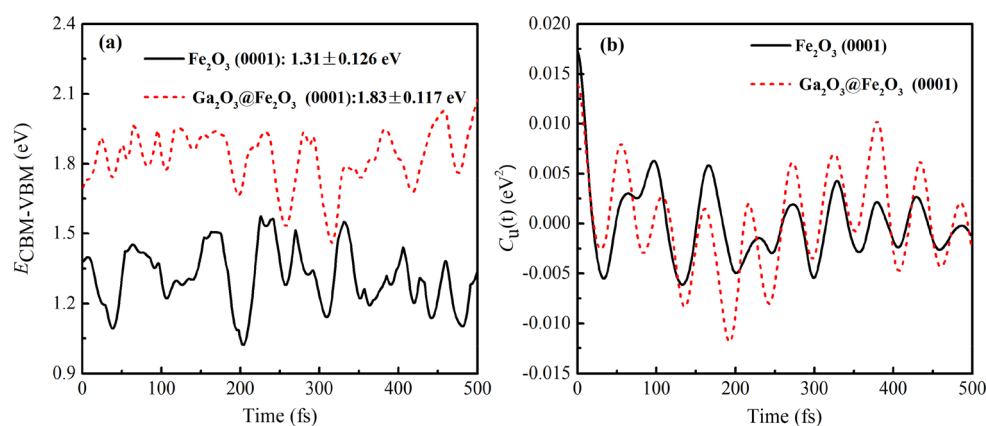 2.4
2.1
1.8
1.5
1.2
0.9
E_CBM-VBM (eV)
(a)
Fe₂O₃ (0001): 1.31±0.126 eV
Ga₂O₃@Fe₂O₃ (0001):1.83±0.117 eV
0 100 200 300 400 500
Time (fs)
0.020
0.015
0.010
0.005
0.000
-0.005
-0.010
-0.015
C_u(t) (eV²)
(b)
Fe₂O₃ (0001)
Ga₂O₃@Fe₂O₃ (0001)
0 100 200 300 400 500
Time (fs)